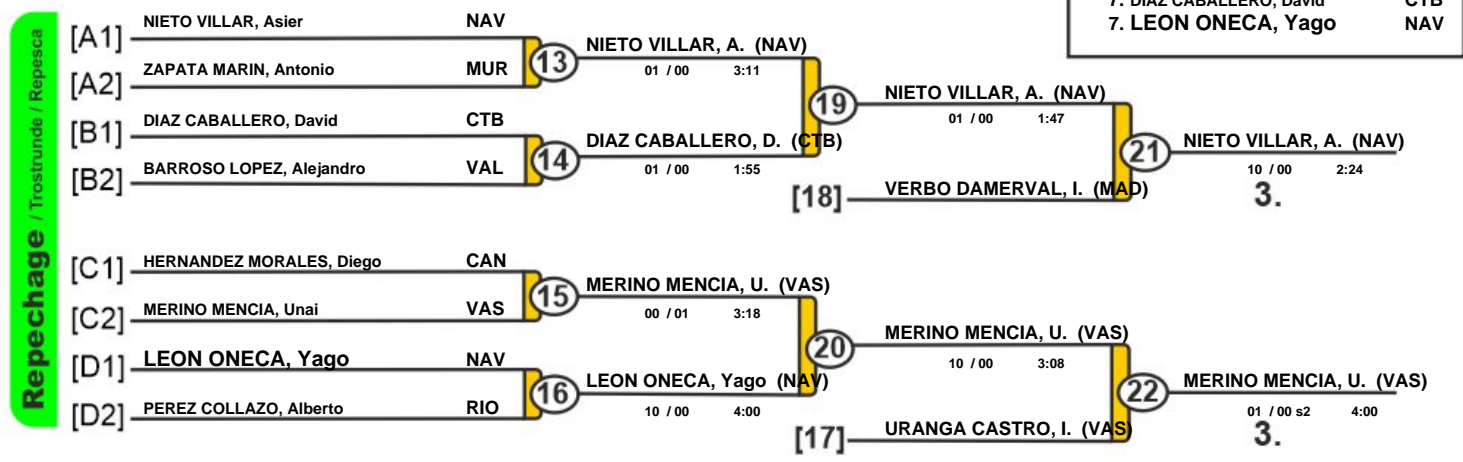 7. DIAZ CABALLERO, David CTB
7. LEON ONECA, Yago NAV
Repechage / Trostrunde / Repesca
[A1] NIETO VILLAR, Asier NAV
[A2] ZAPATA MARIN, Antonio MUR
13 NIETO VILLAR, A. (NAV)
01 / 00 3:11
[B1] DIAZ CABALLERO, David CTB
[B2] BARROSO LOPEZ, Alejandro VAL
14 DIAZ CABALLERO, D. (CTB)
01 / 00 1:55
19 NIETO VILLAR, A. (NAV)
01 / 00 1:47
[18] VERBO DAMERVAL, I. (MAD)
21 NIETO VILLAR, A. (NAV)
10 / 00 2:24
3.
[C1] HERNANDEZ MORALES, Diego CAN
[C2] MERINO MENCIA, Unai VAS
15 MERINO MENCIA, U. (VAS)
00 / 01 3:18
[D1] LEON ONECA, Yago NAV
[D2] PEREZ COLLAZO, Alberto RIO
16 LEON ONECA, Yago (NAV)
10 / 00 4:00
20 MERINO MENCIA, U. (VAS)
10 / 00 3:08
[17] URANGA CASTRO, I. (VAS)
22 MERINO MENCIA, U. (VAS)
01 / 00 s2 4:00
3.